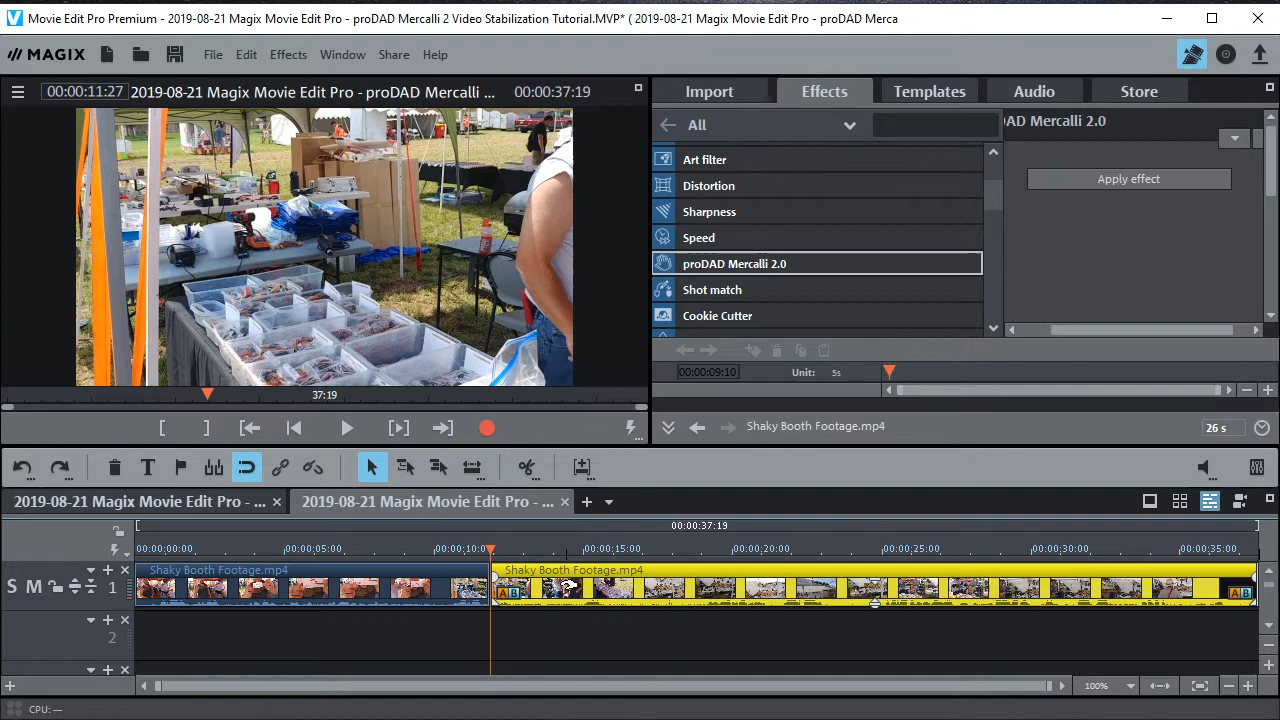 Movie Edit Pro Premium - 2019-08-21 Magix Movie Edit Pro - proDAD Mercalli 2 Video Stabilization Tutorial.MVP* ( 2019-08-21 Magix Movie Edit Pro - proDAD Merca
MAGIX File Edit Effects Window Share Help
00:00:11:27 2019-08-21 Magix Movie Edit Pro - proDAD Mercalli ... 00:00:37:19
Import Effects Templates Audio Store
All
Art filter
Distortion
Sharpness
Speed
proDAD Mercalli 2.0
Shot match
Cookie Cutter
AD Mercalli 2.0
Apply effect
00:00:09:10 Unit: 5s
37:19
Shaky Booth Footage.mp4 26 s
2019-08-21 Magix Movie Edit Pro - ... 2019-08-21 Magix Movie Edit Pro - ...
00:00:37:19
00:00:00:00 00:00:05:00 00:00:10:0 00:00:15:00 00:00:20:00 00:00:25:00 00:00:30:00 00:00:35:00
Shaky Booth Footage.mp4 Shaky Booth Footage.mp4
S M 1
A B A B
2
100%
CPU: —